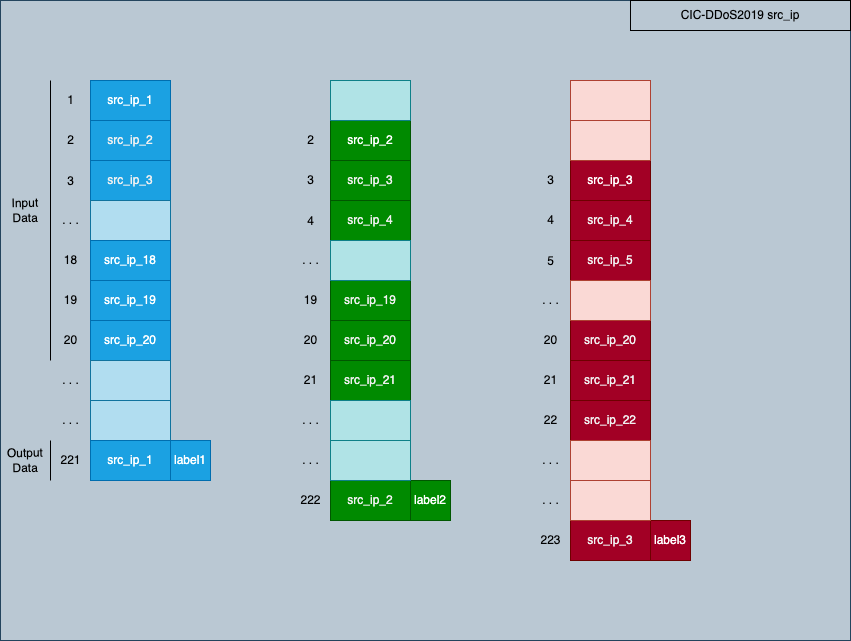 CIC-DDoS2019 src_ip
1 src_ip_1
2 src_ip_2 2 src_ip_2
3 src_ip_3 3 src_ip_3 3 src_ip_3
Input
Data
. . . 4 src_ip_4 4 src_ip_4
18 src_ip_18 . . . 5 src_ip_5
19 src_ip_19 19 src_ip_19 . . .
20 src_ip_20 20 src_ip_20 20 src_ip_20
. . . 21 src_ip_21 21 src_ip_21
. . . . . . 22 src_ip_22
Output
Data
221 src_ip_1 label1 . . . . . .
222 src_ip_2 label2 . . .
223 src_ip_3 label3